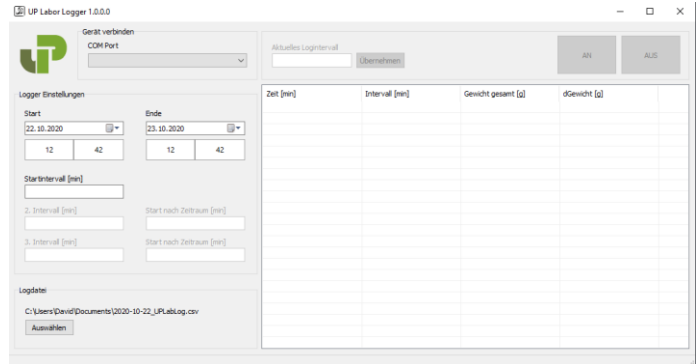 UP Labor Logger 1.0.0.0
uP
Gerät verbinden
COM Port
Aktuelles Logintervall
Übernehmen
AN
AUS
Logger Einstellungen
Start
Ende
22.10.2020
23.10.2020
12
42
12
42
Startintervall [min]
2. Intervall [min]
Start nach Zeitraum [min]
3. Intervall [min]
Start nach Zeitraum [min]
Logdatei
C:\Users\David\Documents\2020-10-22_UPLabLog.csv
Auswählen
Zeit [min]
Intervall [min]
Gewicht gesamt [g]
dGewicht [g]